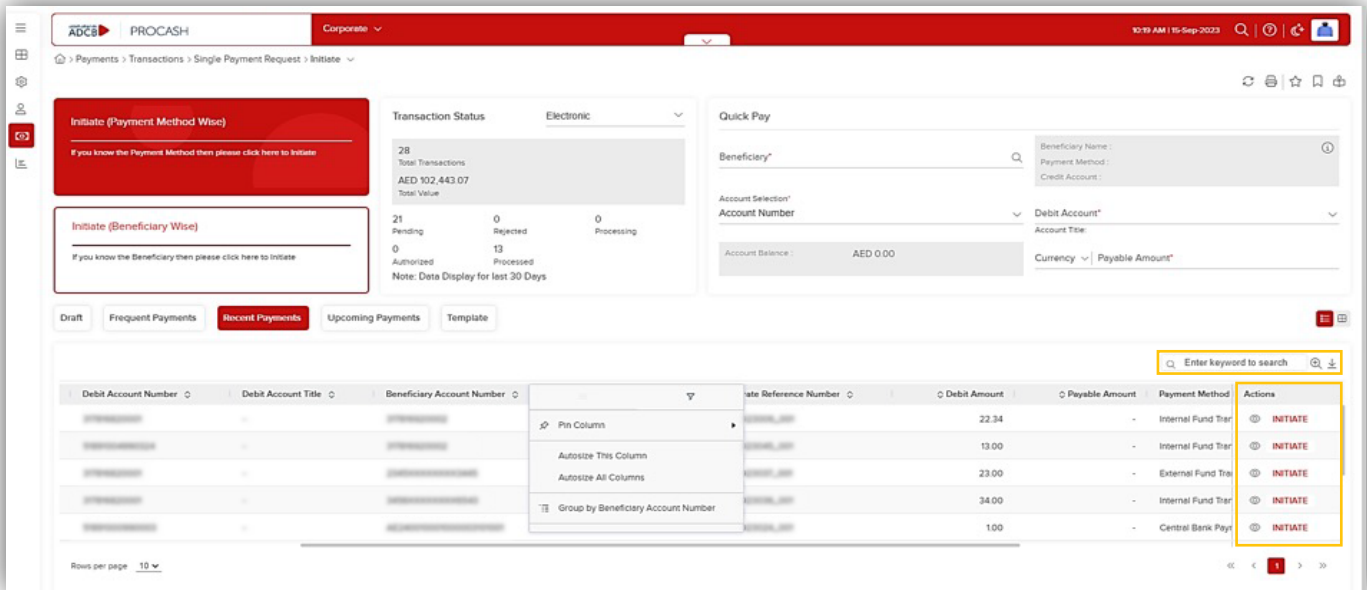 ADCB PROCASH Corporate 10:19 AM | 15-Sep-2023
> Payments > Transactions > Single Payment Request > Initiate
Initiate (Payment Method Wise)
If you know the Payment Method then please click here to Initiate
Initiate (Beneficiary Wise)
If you know the Beneficiary then please click here to Initiate
Transaction Status Electronic
28
Total Transactions
AED 102,443.07
Total Value
21 0 0
Pending Rejected Processing
0 13
Authorized Processed
Note: Data Display for last 30 Days
Quick Pay
Beneficiary*
Beneficiary Name :
Payment Method :
Credit Account :
Account Selection*
Account Number
Debit Account*
Account Title:
Account Balance : AED 0.00
Currency Payable Amount*
Draft Frequent Payments Recent Payments Upcoming Payments Template
Enter keyword to search
Debit Account Number Debit Account Title Beneficiary Account Number ate Reference Number Debit Amount Payable Amount Payment Method Actions
- 22.34 - Internal Fund Tran INITIATE
- 13.00 - Internal Fund Tran INITIATE
- 23.00 - External Fund Tra INITIATE
- 34.00 - Internal Fund Tran INITIATE
- 1.00 - Central Bank Payr INITIATE
Pin Column
Autosize This Column
Autosize All Columns
Group by Beneficiary Account Number
Rows per page 10
« < 1 > »